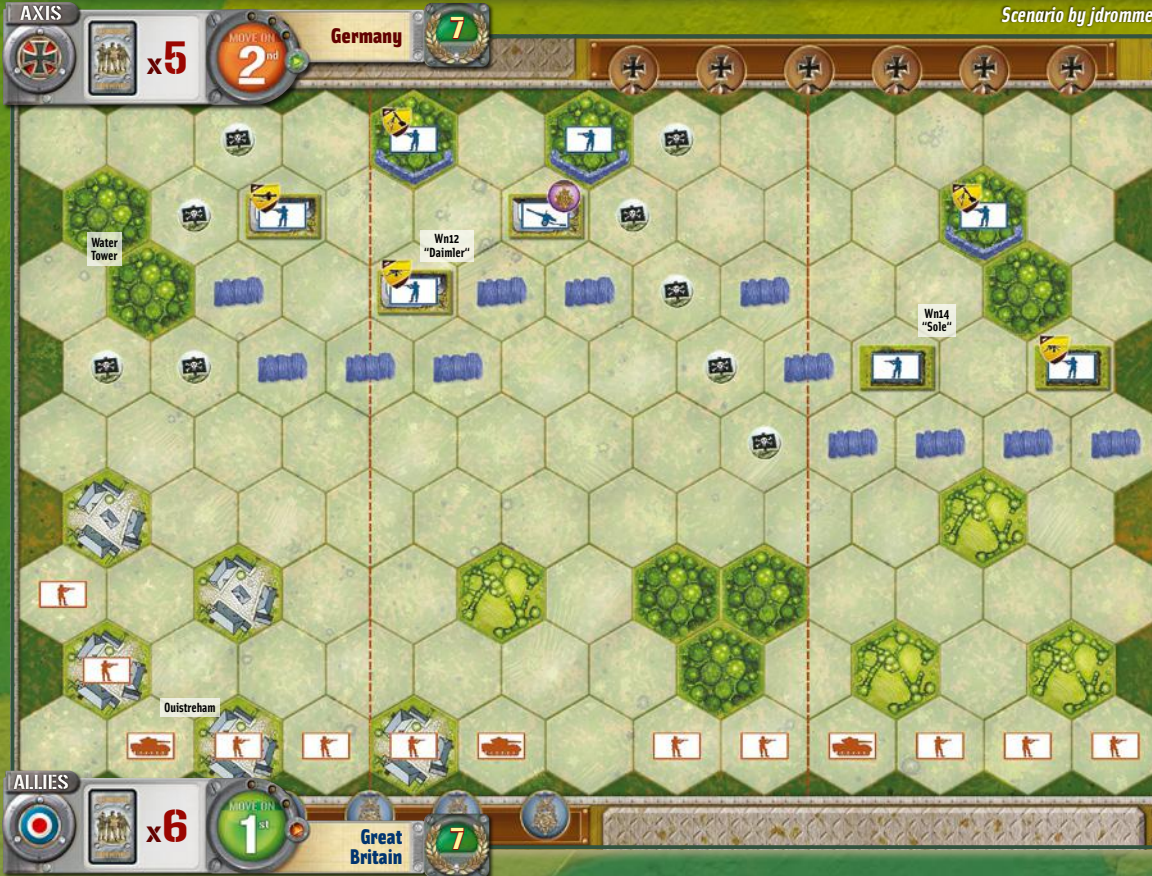 AXIS
x5
MOVE ON
2nd
Germany
7
Scenario by jdromme
Water
Tower
Wn12
"Daimler"
Wn14
"Sole"
Ouistreham
ALLIES
x6
MOVE ON
1st
Great
Britain
7